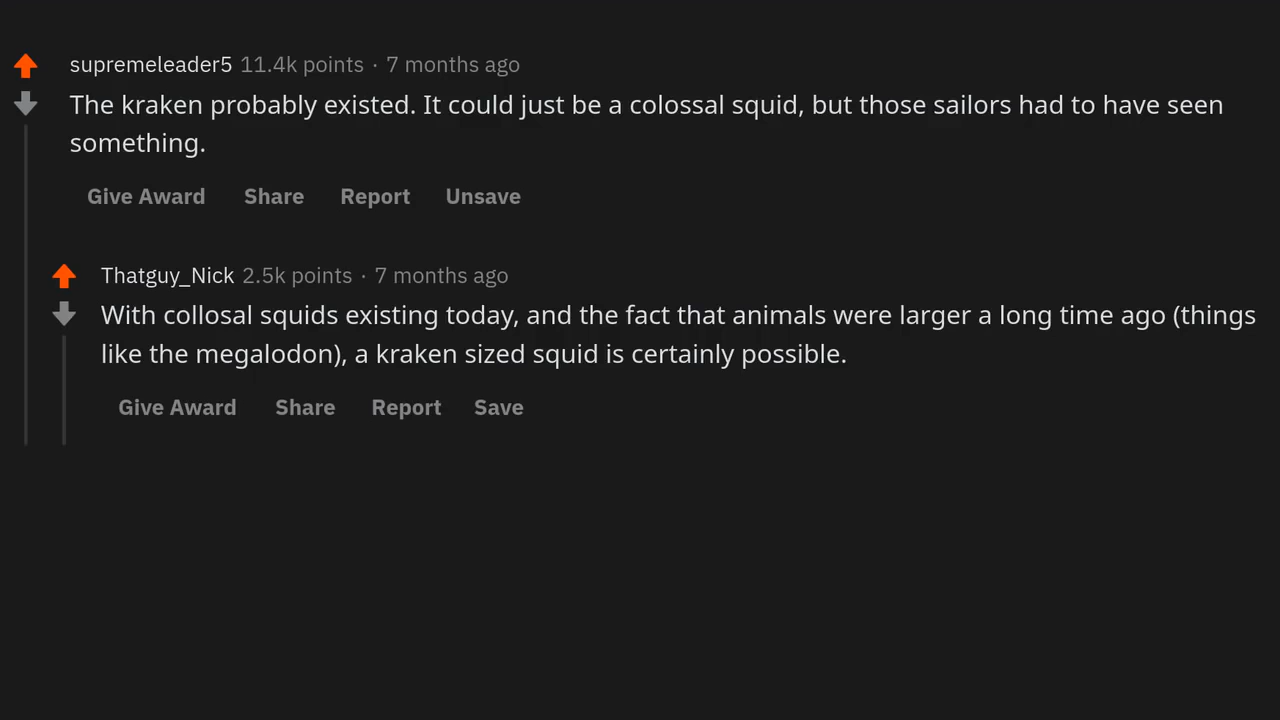 supremeleader5 11.4k points · 7 months ago
The kraken probably existed. It could just be a colossal squid, but those sailors had to have seen
something.
Give Award Share Report Unsave
Thatguy_Nick 2.5k points · 7 months ago
With collosal squids existing today, and the fact that animals were larger a long time ago (things
like the megalodon), a kraken sized squid is certainly possible.
Give Award Share Report Save